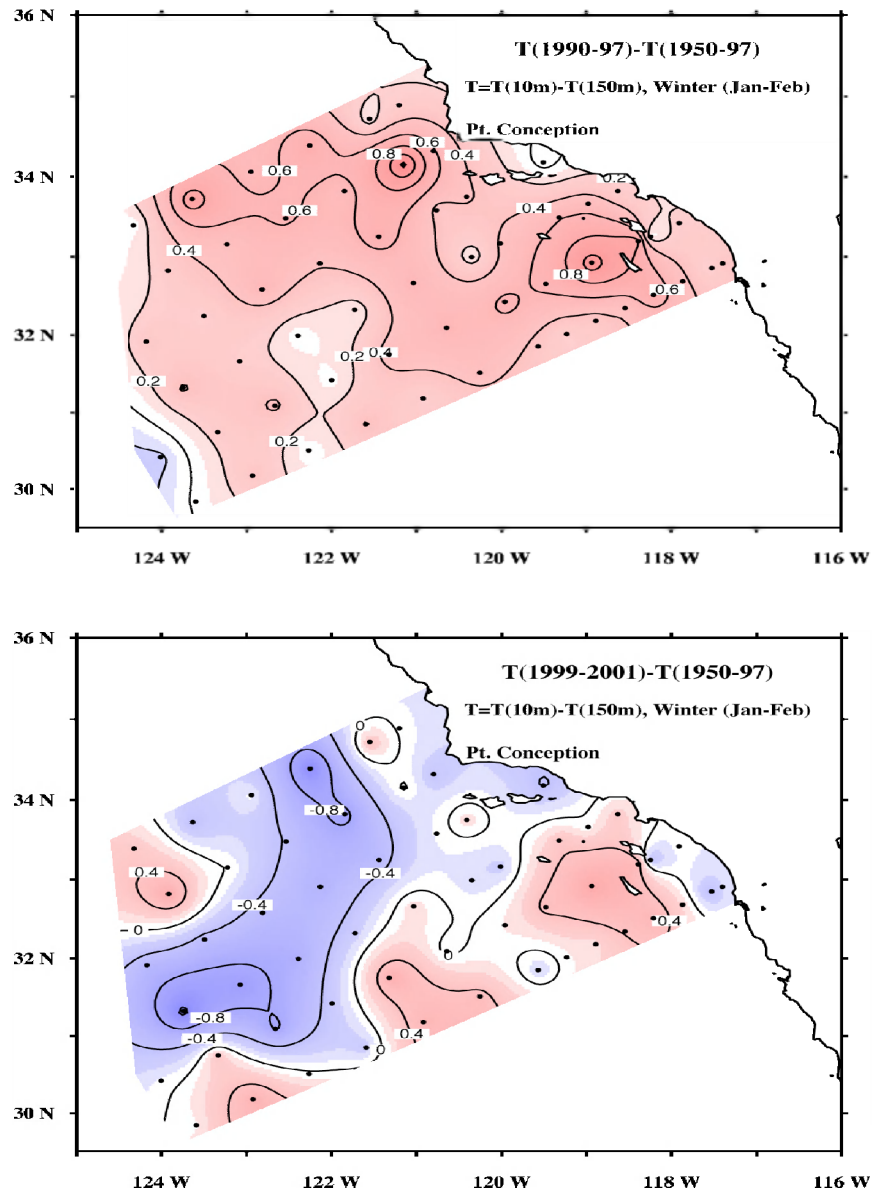 36 N
T(1990-97)-T(1950-97)
T=T(10m)-T(150m), Winter (Jan-Feb)
Pt. Conception
0.6
0.4
0.8
0.6
34 N
0.2
0.6
0.4
0.4
0.8
0.6
32 N
0.2
0.4
0.2
0.2
30 N
124 W 122 W 120 W 118 W 116 W
36 N
T(1999-2001)-T(1950-97)
T=T(10m)-T(150m), Winter (Jan-Feb)
0
Pt. Conception
34 N
-0.8
0.4
-0.4
-0.4
0.4
0
32 N
0
-0.8
-0.4
0.4
0
30 N
124 W 122 W 120 W 118 W 116 W